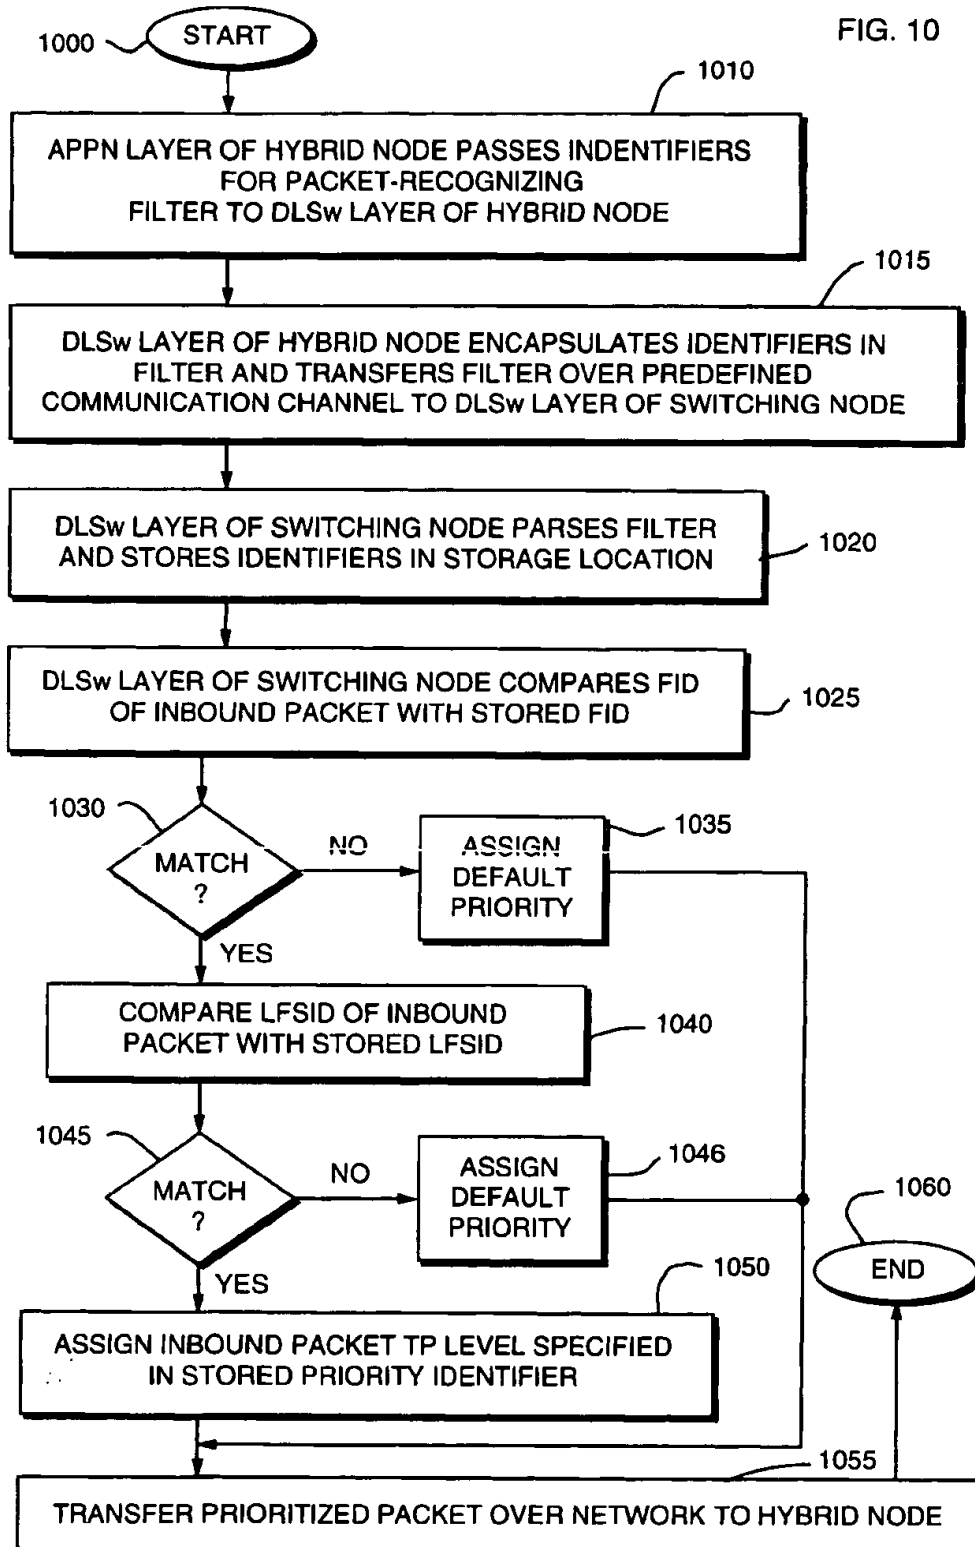 FIG. 10
1000
START
1010
APPN LAYER OF HYBRID NODE PASSES INDENTIFIERS
FOR PACKET-RECOGNIZING
FILTER TO DLSw LAYER OF HYBRID NODE
1015
DLSw LAYER OF HYBRID NODE ENCAPSULATES IDENTIFIERS IN
FILTER AND TRANSFERS FILTER OVER PREDEFINED
COMMUNICATION CHANNEL TO DLSw LAYER OF SWITCHING NODE
DLSw LAYER OF SWITCHING NODE PARSES FILTER
AND STORES IDENTIFIERS IN STORAGE LOCATION
1020
DLSw LAYER OF SWITCHING NODE COMPARES FID
OF INBOUND PACKET WITH STORED FID
1025
1030
MATCH
?
NO
YES
ASSIGN
DEFAULT
PRIORITY
1035
COMPARE LFSID OF INBOUND
PACKET WITH STORED LFSID
1040
1045
MATCH
?
NO
YES
ASSIGN
DEFAULT
PRIORITY
1046
1060
END
1050
ASSIGN INBOUND PACKET TP LEVEL SPECIFIED
IN STORED PRIORITY IDENTIFIER
1055
TRANSFER PRIORITIZED PACKET OVER NETWORK TO HYBRID NODE